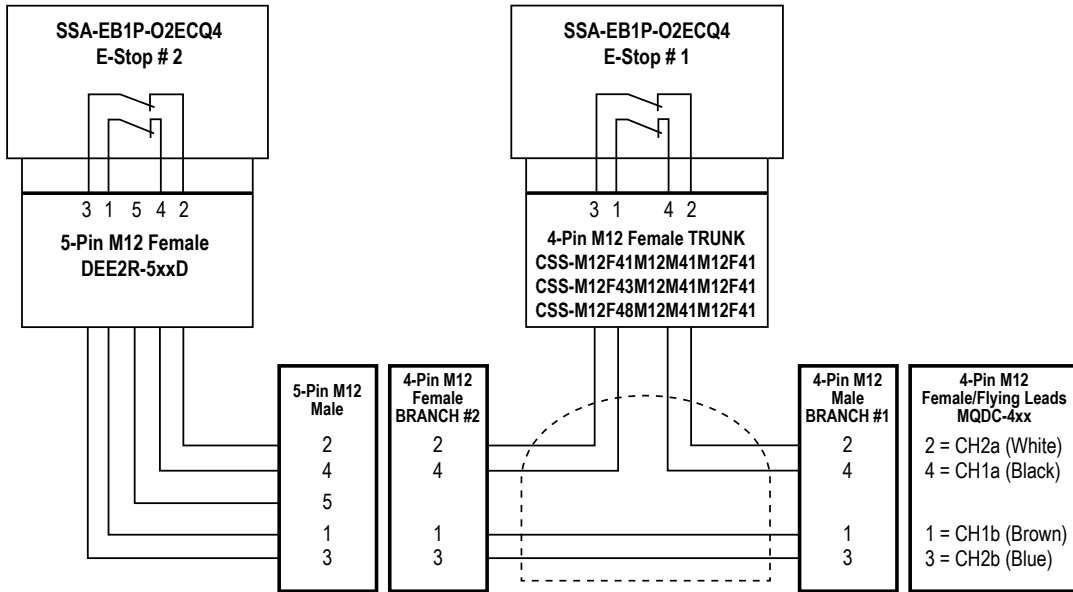 SSA-EB1P-O2ECQ4
E-Stop # 2
3 1 5 4 2
5-Pin M12 Female
DEE2R-5xxD
SSA-EB1P-O2ECQ4
E-Stop # 1
3 1 4 2
4-Pin M12 Female TRUNK
CSS-M12F41M12M41M12F41
CSS-M12F43M12M41M12F41
CSS-M12F48M12M41M12F41
5-Pin M12
Male
2
4
5
1
3
4-Pin M12
Female
BRANCH #2
2
4
1
3
4-Pin M12
Male
BRANCH #1
2
4
1
3
4-Pin M12
Female/Flying Leads
MQDC-4xx
2 = CH2a (White)
4 = CH1a (Black)
1 = CH1b (Brown)
3 = CH2b (Blue)